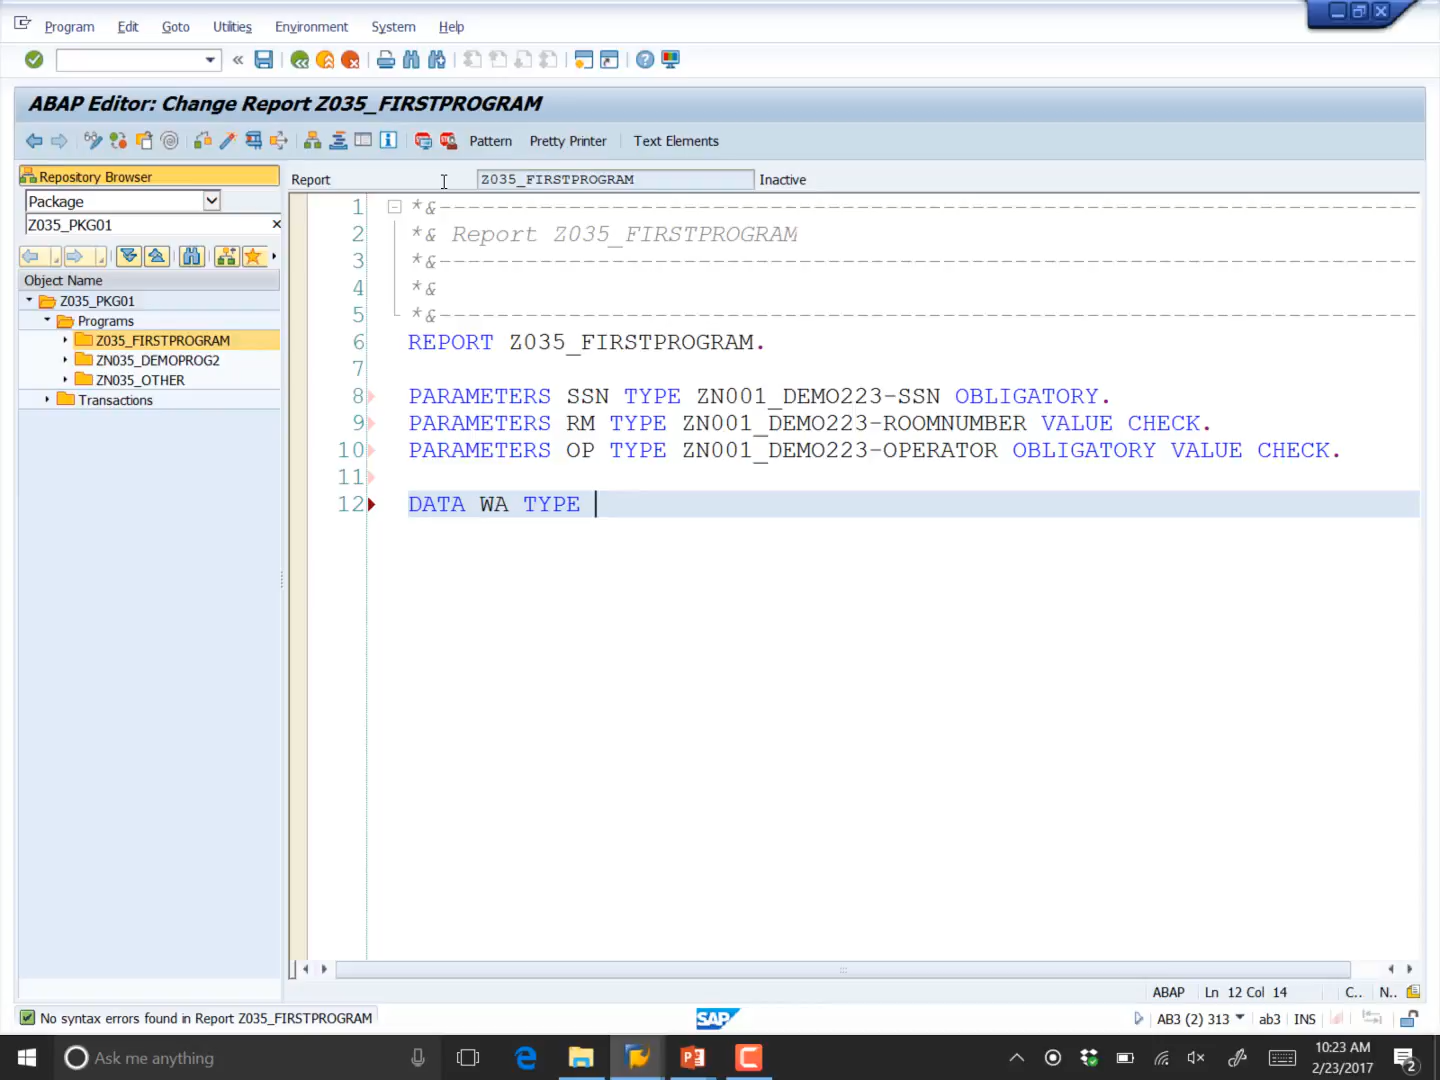 Program Edit Goto Utilities Environment System Help
ABAP Editor: Change Report Z035_FIRSTPROGRAM
Pattern Pretty Printer Text Elements
Repository Browser
Package
Z035_PKG01
Object Name
Z035_PKG01
Programs
Z035_FIRSTPROGRAM
ZN035_DEMOPROG2
ZN035_OTHER
Transactions
Report Z035_FIRSTPROGRAM Inactive
1 *&---------------------------------------------------------------------
2 *& Report Z035_FIRSTPROGRAM
3 *&---------------------------------------------------------------------
4 *&
5 *&---------------------------------------------------------------------
6 REPORT Z035_FIRSTPROGRAM.
7
8 PARAMETERS SSN TYPE ZN001_DEMO223-SSN OBLIGATORY.
9 PARAMETERS RM TYPE ZN001_DEMO223-ROOMNUMBER VALUE CHECK.
10 PARAMETERS OP TYPE ZN001_DEMO223-OPERATOR OBLIGATORY VALUE CHECK.
11
12 DATA WA TYPE
ABAP Ln 12 Col 14 C.. N..
No syntax errors found in Report Z035_FIRSTPROGRAM
SAP
AB3 (2) 313 ab3 INS
Ask me anything
10:23 AM
2/23/2017
2